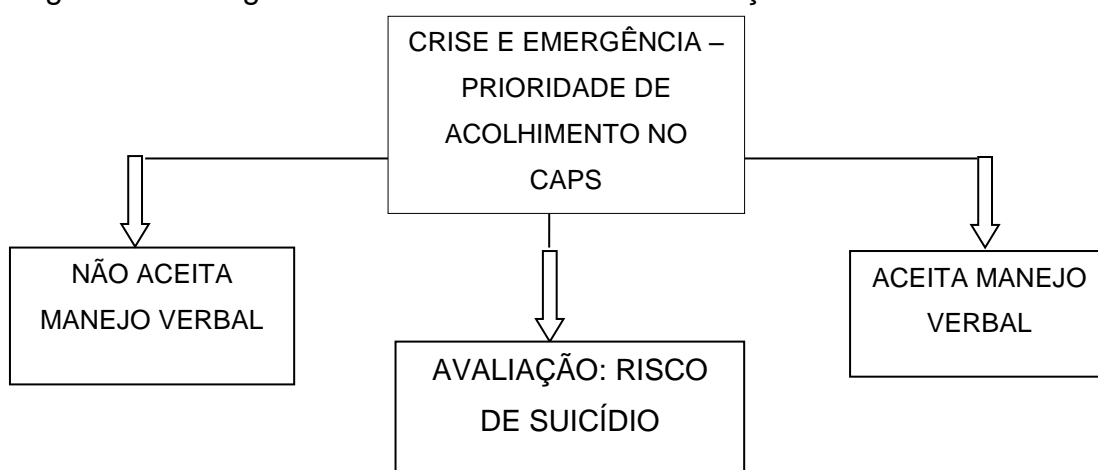 CRISE E EMERGÊNCIA –
PRIORIDADE DE
ACOLHIMENTO NO
CAPS
NÃO ACEITA
MANEJO VERBAL
AVALIAÇÃO: RISCO
DE SUICÍDIO
ACEITA MANEJO
VERBAL